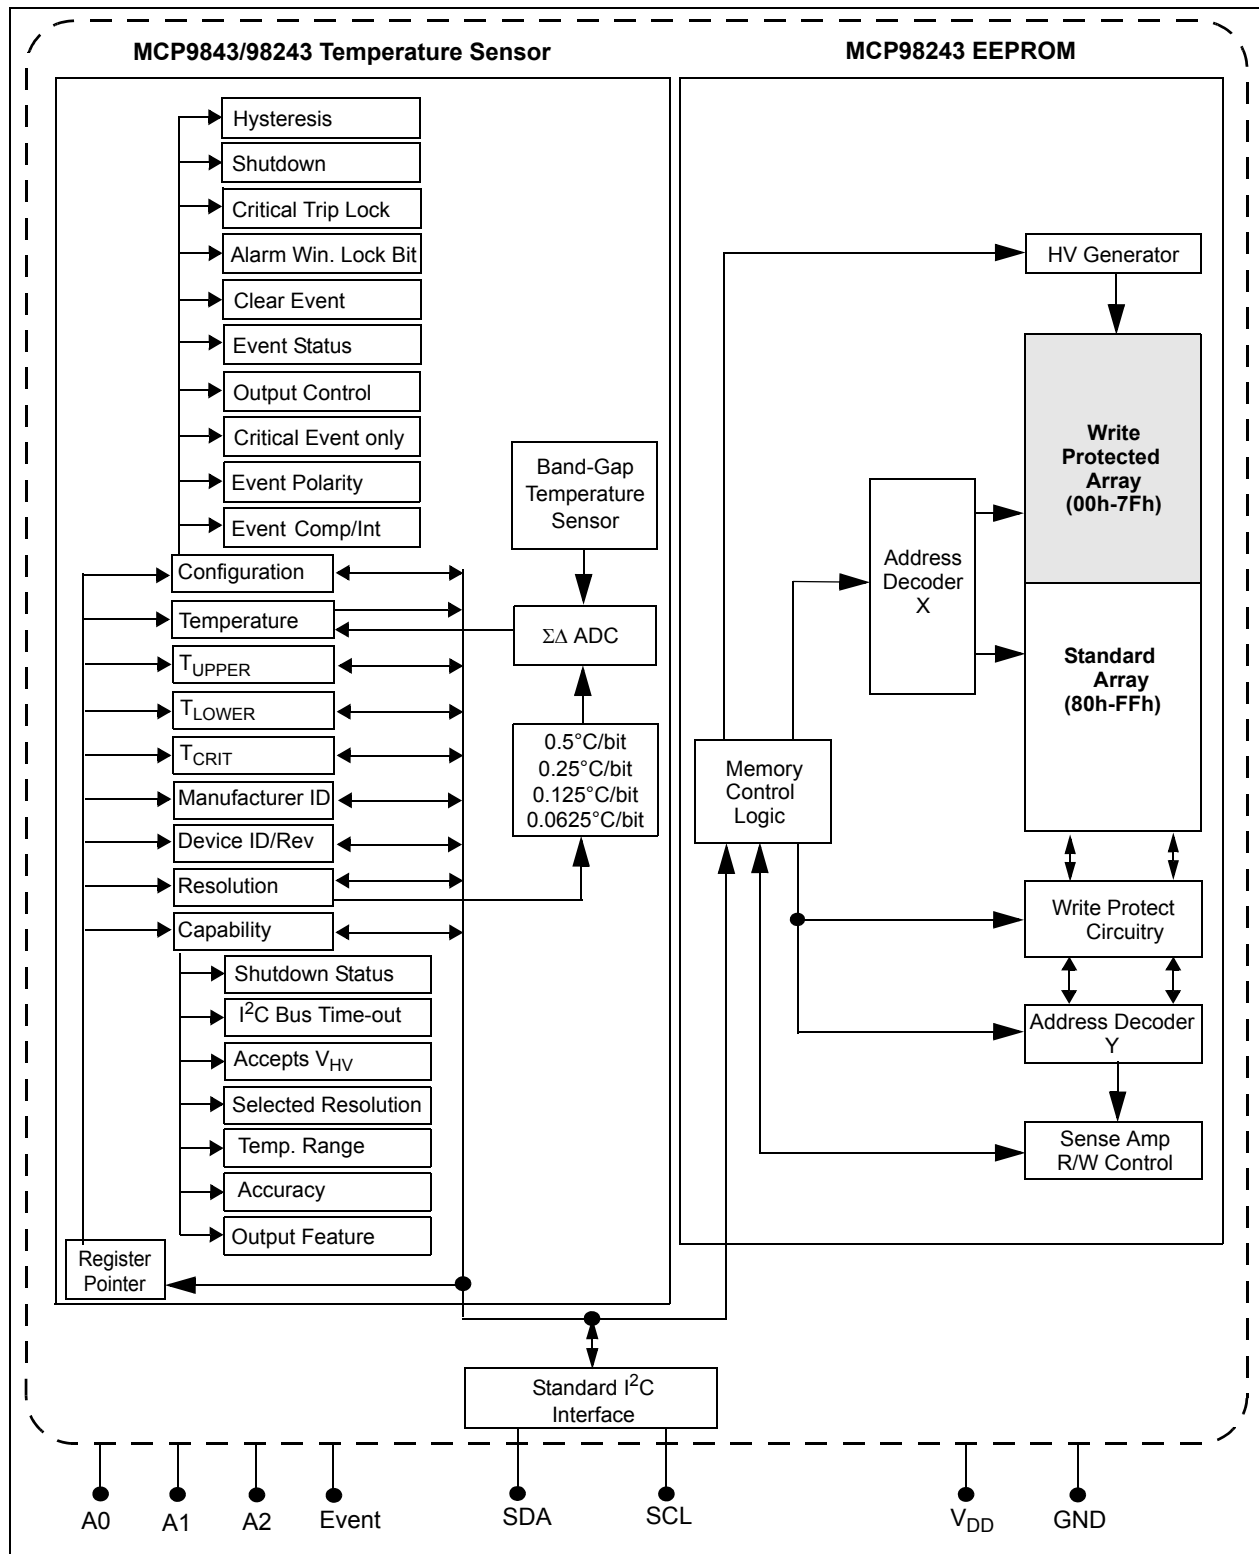 MCP9843/98243 Temperature Sensor
Hysteresis
Shutdown
Critical Trip Lock
Alarm Win. Lock Bit
Clear Event
Event Status
Output Control
Critical Event only
Event Polarity
Event Comp/Int
Configuration
Temperature
TUPPER
TLOWER
TCRIT
Manufacturer ID
Device ID/Rev
Resolution
Capability
Shutdown Status
I²C Bus Time-out
Accepts VHV
Selected Resolution
Temp. Range
Accuracy
Output Feature
Register
Pointer
Band-Gap
Temperature
Sensor
ΣΔ ADC
0.5°C/bit
0.25°C/bit
0.125°C/bit
0.0625°C/bit
MCP98243 EEPROM
HV Generator
Write
Protected
Array
(00h-7Fh)
Address
Decoder
X
Standard
Array
(80h-FFh)
Memory
Control
Logic
Write Protect
Circuitry
Address Decoder
Y
Sense Amp
R/W Control
Standard I²C
Interface
A0
A1
A2
Event
SDA
SCL
VDD
GND